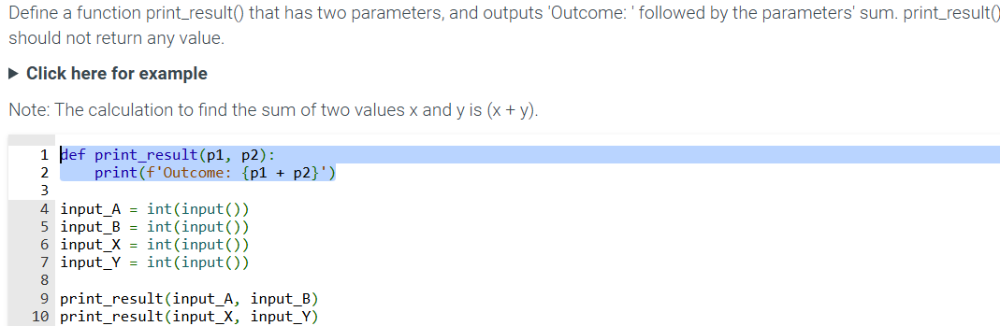 Define a function print_result() that has two parameters, and outputs 'Outcome: ' followed by the parameters' sum. print_result()
should not return any value.
▶ Click here for example
Note: The calculation to find the sum of two values x and y is (x + y).
1 def print_result(p1, p2):
2     print(f'Outcome: {p1 + p2}')
3
4 input_A = int(input())
5 input_B = int(input())
6 input_X = int(input())
7 input_Y = int(input())
8
9 print_result(input_A, input_B)
10 print_result(input_X, input_Y)